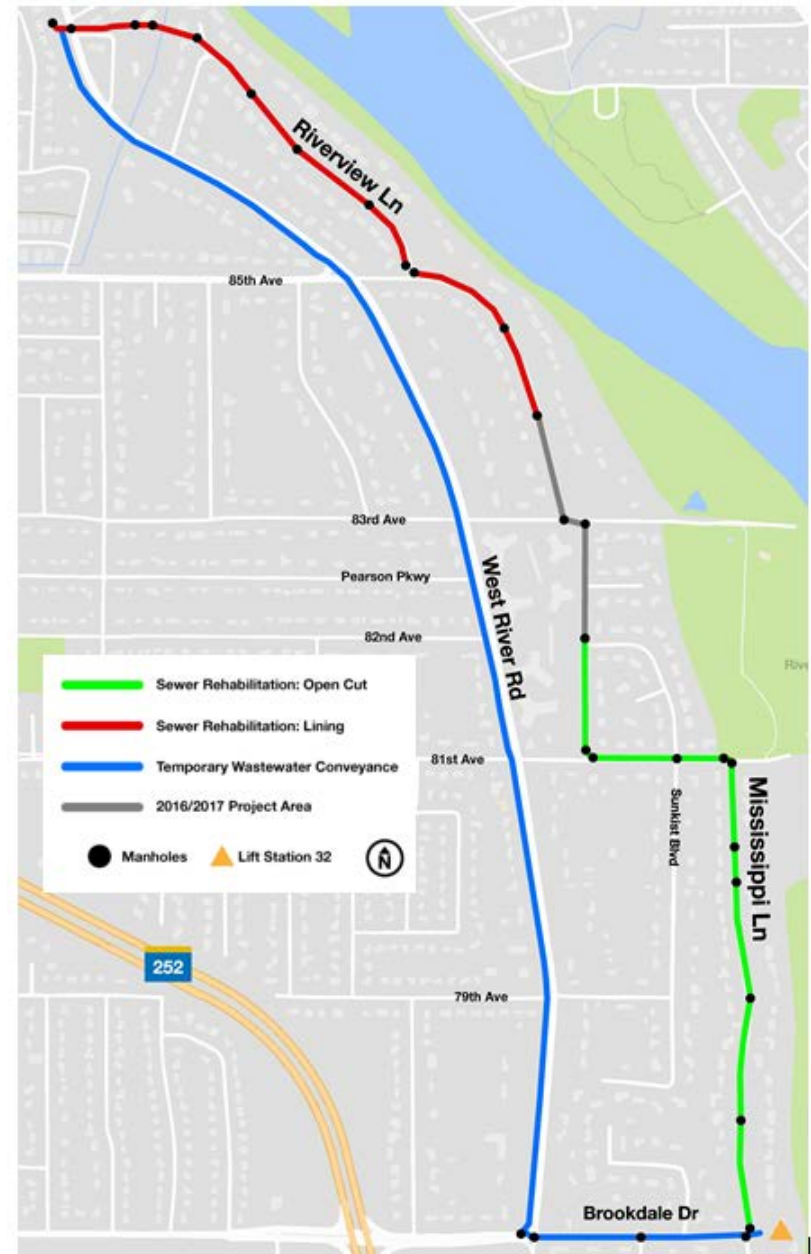 Riverview Ln
85th Ave
83rd Ave
Pearson Pkwy
West River Rd
82nd Ave
Sewer Rehabilitation: Open Cut
Sewer Rehabilitation: Lining
Temporary Wastewater Conveyance
2016/2017 Project Area
Manholes
Lift Station 32
N
81st Ave
Sunkist Blvd
Mississippi Ln
252
79th Ave
Brookdale Dr